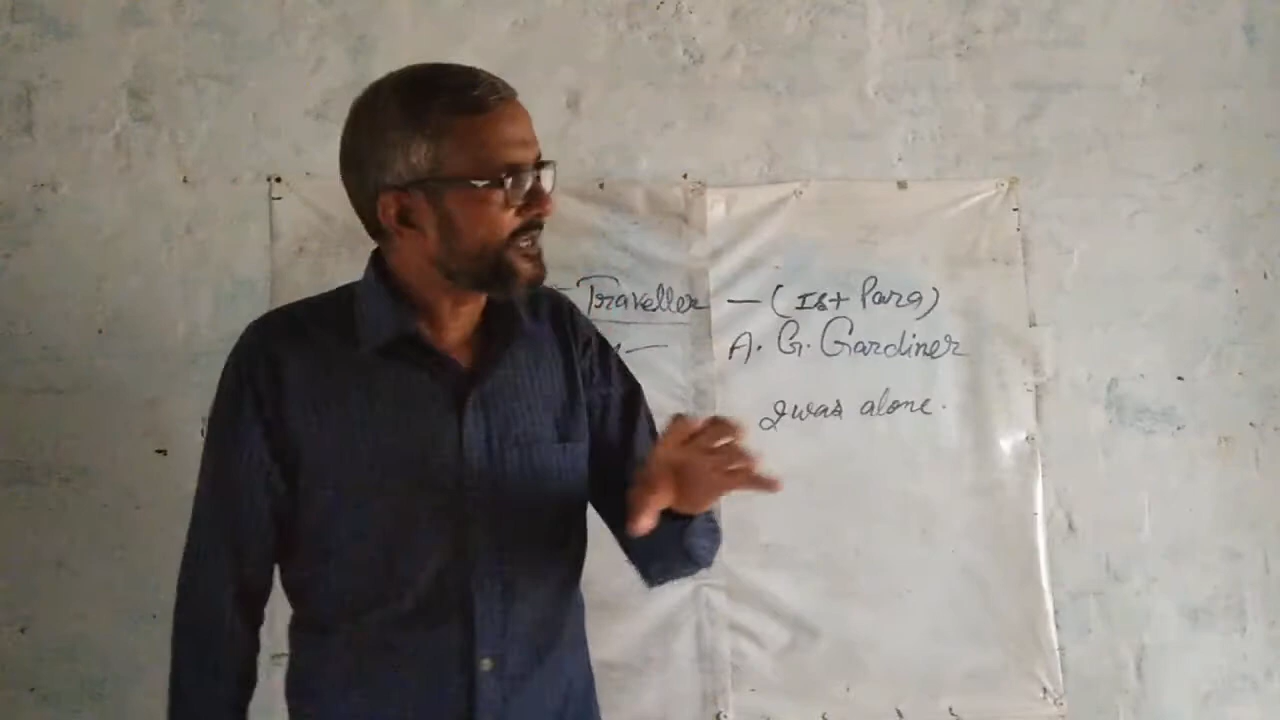 Traveller — (Ist Para)
— A. G. Gardiner
I was alone.